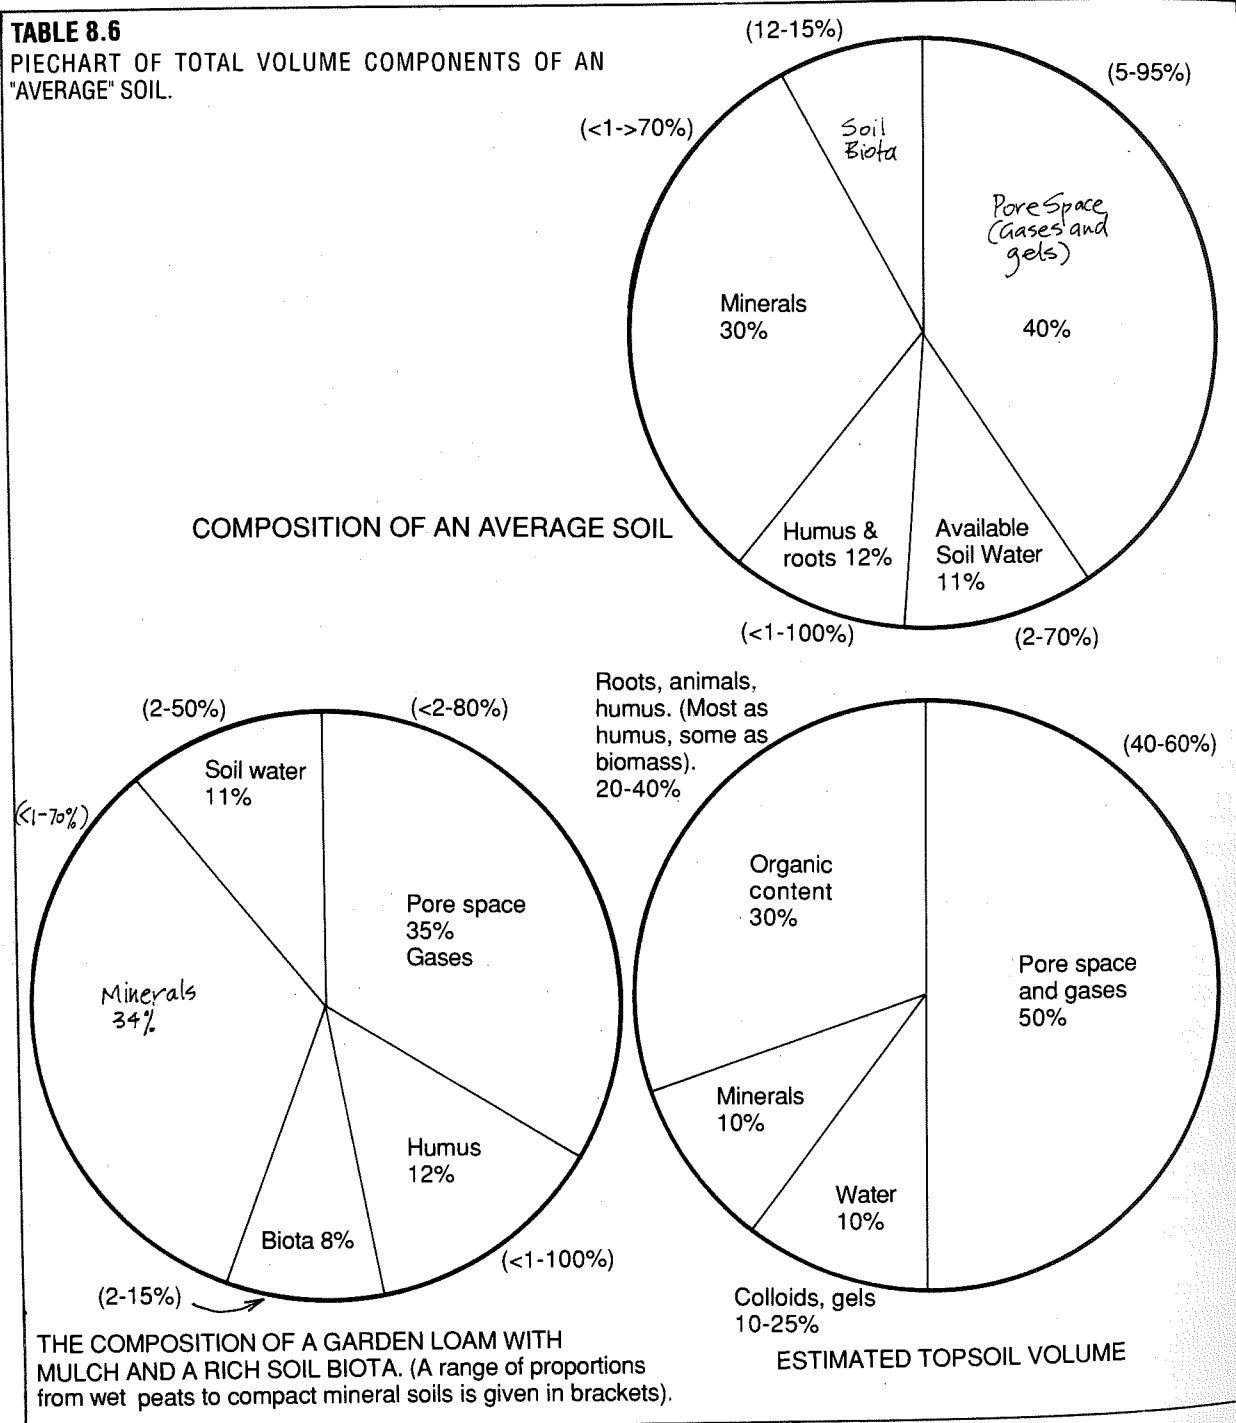 TABLE 8.6
PIECHART OF TOTAL VOLUME COMPONENTS OF AN
"AVERAGE" SOIL.
(12-15%)
(5-95%)
(<1->70%)
Soil
Biota
Pore Space
(Gases and
gels)
40%
Minerals
30%
Humus &
roots 12%
Available
Soil Water
11%
(<1-100%)
(2-70%)
COMPOSITION OF AN AVERAGE SOIL
(2-50%)
(<2-80%)
(<1-70%)
Soil water
11%
Pore space
35%
Gases
Minerals
34%
Humus
12%
Biota 8%
(<1-100%)
(2-15%)
THE COMPOSITION OF A GARDEN LOAM WITH
MULCH AND A RICH SOIL BIOTA. (A range of proportions
from wet peats to compact mineral soils is given in brackets).
Roots, animals,
humus. (Most as
humus, some as
biomass).
20-40%
(40-60%)
Organic
content
30%
Pore space
and gases
50%
Minerals
10%
Water
10%
Colloids, gels
10-25%
ESTIMATED TOPSOIL VOLUME